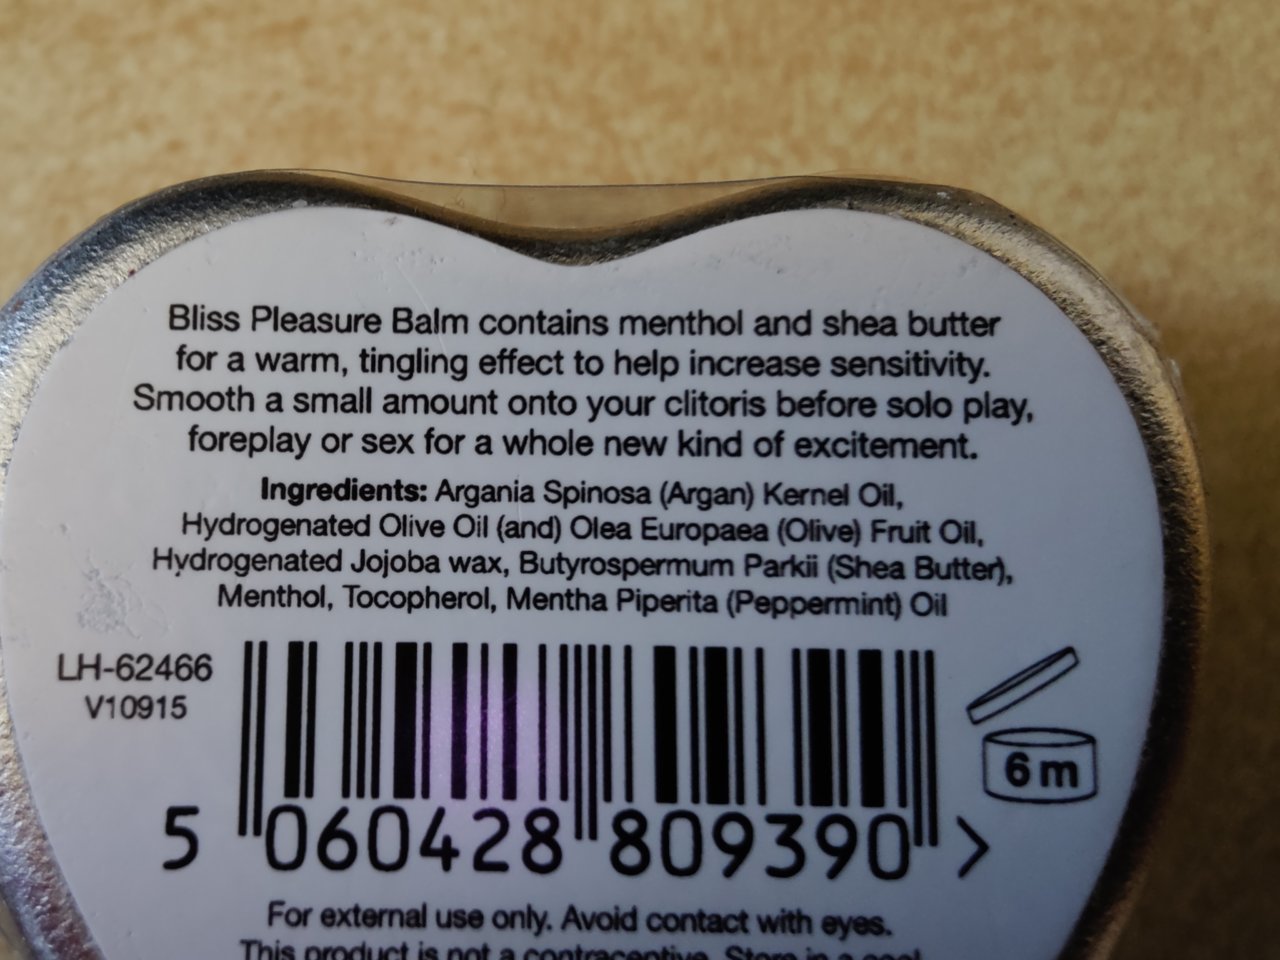 Bliss Pleasure Balm contains menthol and shea butter
for a warm, tingling effect to help increase sensitivity.
Smooth a small amount onto your clitoris before solo play,
foreplay or sex for a whole new kind of excitement.
Ingredients: Argania Spinosa (Argan) Kernel Oil,
Hydrogenated Olive Oil (and) Olea Europaea (Olive) Fruit Oil,
Hydrogenated Jojoba wax, Butyrospermum Parkii (Shea Butter),
Menthol, Tocopherol, Mentha Piperita (Peppermint) Oil
LH-62466
V10915
6 m
5 060428 809390 >
For external use only. Avoid contact with eyes.
This product is not a contraceptive. Store in a cool